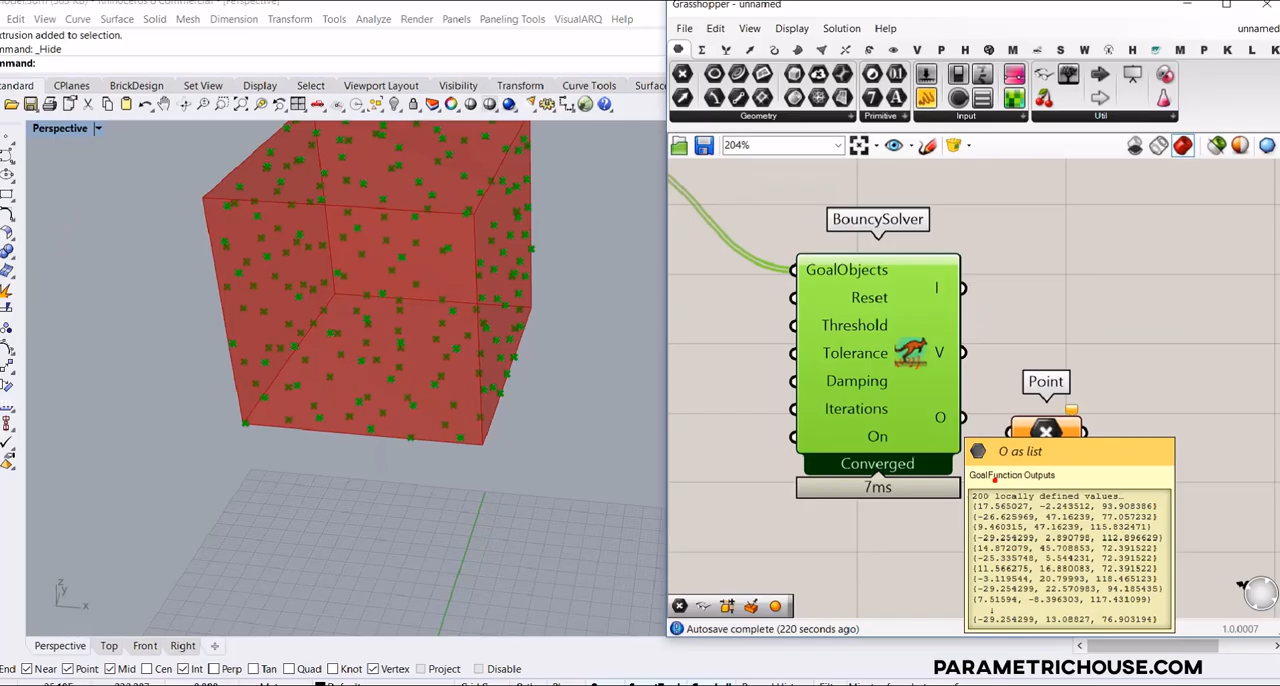 Grasshopper - unnamed
Edit View Curve Surface Solid Mesh Dimension Transform Tools Analyze Render Panels Paneling Tools VisualARQ Help
File Edit View Display Solution Help unnamed
xtrusion added to selection.
mmand: _Hide
mmand:
V P H M S W H M P K L
tandard CPlanes BrickDesign Set View Display Select Viewport Layout Visibility Transform Curve Tools Surfa
Geometry Primitive Input Util
Perspective
204%
BouncySolver
GoalObjects
Reset
Threshold
Tolerance
Damping
Iterations
On
I
V
O
Converged
7ms
Point
O as list
GoalFunction Outputs
200 locally defined values…
{17.565027, -2.243512, 93.908386}
{-26.625969, 47.16239, 77.057232}
{9.460315, 47.16239, 115.832471}
{-29.254299, 2.890798, 112.896629}
{14.872079, 45.708853, 72.391522}
{-25.335748, 5.544231, 72.391522}
{11.566275, 16.880083, 72.391522}
{-3.119544, 20.79993, 118.465123}
{-29.254299, 22.570983, 94.185435}
{7.51594, -8.396303, 117.431099}
{-29.254299, 13.08827, 76.903194}
z
y
x
Autosave complete (220 seconds ago) 1.0.0007
Perspective Top Front Right
End Near Point Mid Cen Int Perp Tan Quad Knot Vertex Project Disable
PARAMETRICHOUSE.COM